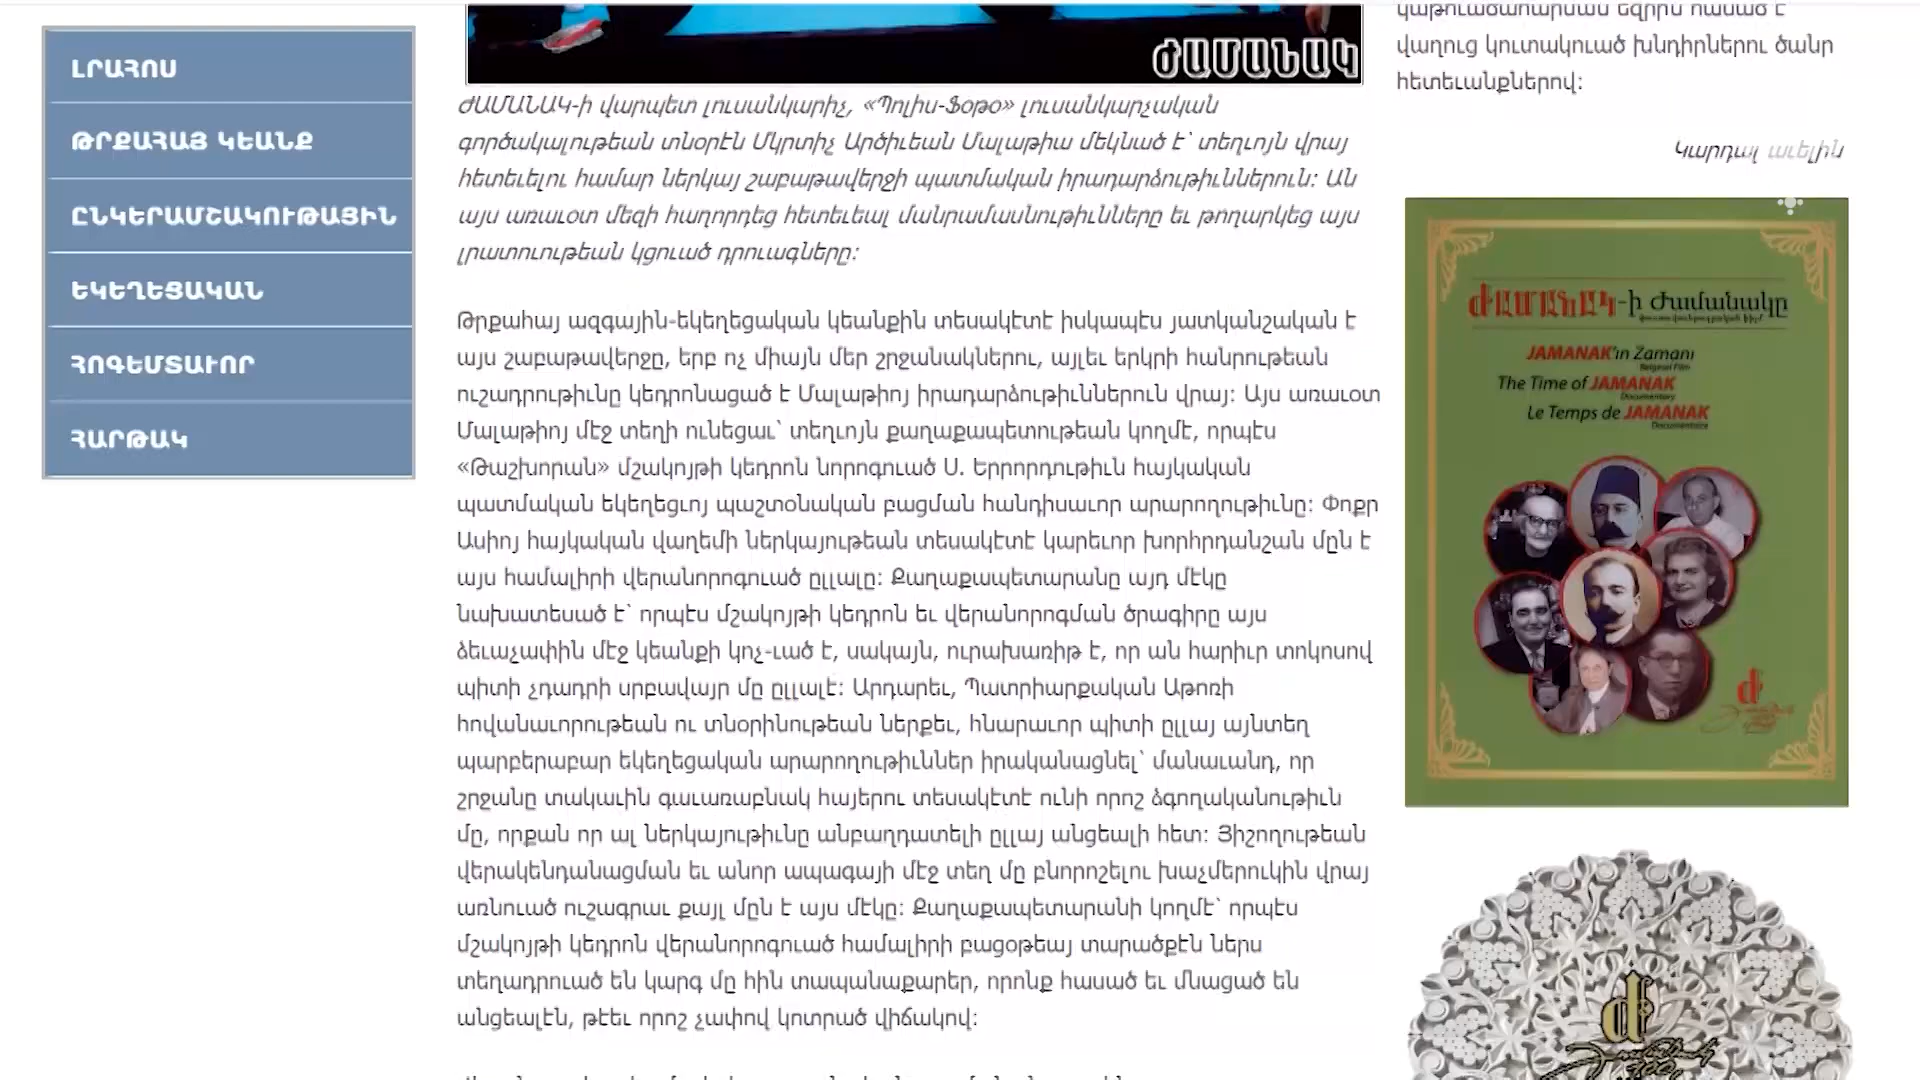 ԼՐԱՀՈՍ
ԹՐՔԱՀԱՅ ԿԵԱՆՔ
ԸՆԿԵՐԱՄՇԱԿՈՒԹԱՅԻՆ
ԵԿԵՂԵՑԱԿԱՆ
ՀՈԳԵՄՏԱՒՈՐ
ՀԱՐԹԱԿ
ԺԱՄԱՆԱԿ
ԺԱՄԱՆԱԿ-ի վարպետ լուսանկարիչ, «Պոլիս-Ֆօթօ» լուսանկարչական
գործակալութեան տնօրէն Մկրտիչ Արծիւեան Մալաթիա մեկնած է՝ տեղւոյն վրայ
հետեւելու համար ներկայ շաբաթավերջի պատմական իրադարձութիւններուն։ Ան
այս առաւօտ մեզի հաղորդեց հետեւեալ մանրամասնութիւնները եւ թողարկեց այս
լրատուութեան կցուած դրուագները։
Թրքահայ ազգային-եկեղեցական կեանքին տեսակէտէ իսկապէս յատկանշական է
այս շաբաթավերջը, երբ ոչ միայն մեր շրջանակներու, այլեւ երկրի հանրութեան
ուշադրութիւնը կեդրոնացած է Մալաթիոյ իրադարձութիւններուն վրայ։ Այս առաւօտ
Մալաթիոյ մէջ տեղի ունեցաւ՝ տեղւոյն քաղաքապետութեան կողմէ, որպէս
«Թաշխորան» մշակոյթի կեդրոն նորոգուած Ս. Երրորդութիւն հայկական
պատմական եկեղեցւոյ պաշտօնական բացման հանդիսաւոր արարողութիւնը։ Փոքր
Ասիոյ հայկական վաղեմի ներկայութեան տեսակէտէ կարեւոր խորհրդանշան մըն է
այս համալիրի վերանորոգուած ըլլալը։ Քաղաքապետարանը այդ մէկը
նախատեսած է՝ որպէս մշակոյթի կեդրոն եւ վերանորոգման ծրագիրը այս
ձեւաչափին մէջ կեանքի կոչ-ւած է, սակայն, ուրախառիթ է, որ ան հարիւր տոկոսով
պիտի չդադրի սրբավայր մը ըլլալէ։ Արդարեւ, Պատրիարքական Աթոռի
հովանաւորութեան ու տնօրինութեան ներքեւ, հնարաւոր պիտի ըլլայ այնտեղ
պարբերաբար եկեղեցական արարողութիւններ իրականացնել՝ մանաւանդ, որ
շրջանը տակաւին գաւառաբնակ հայերու տեսակէտէ ունի որոշ ձգողականութիւն
մը, որքան որ ալ ներկայութիւնը անբաղդատելի ըլլայ անցեալի հետ։ Յիշողութեան
վերակենդանացման եւ անոր ապագայի մէջ տեղ մը բնորոշելու խաչմերուկին վրայ
առնուած ուշագրաւ քայլ մըն է այս մէկը։ Քաղաքապետարանի կողմէ՝ որպէս
մշակոյթի կեդրոն վերանորոգուած համալիրի բացօթեայ տարածքէն ներս
տեղադրուած են կարգ մը հին տապանաքարեր, որոնք հասած եւ մնացած են
անցեալէն, թէեւ որոշ չափով կոտրած վիճակով։
վաղուց կուտակուած խնդիրներու ծանր
հետեւանքներով։
Կարդալ աւելին
ԺԱՄԱՆԱԿ-ի Ժամանակը
JAMANAK'ın Zamanı
Belgesel Film
The Time of JAMANAK
Documentary
Le Temps de JAMANAK
Documentaire